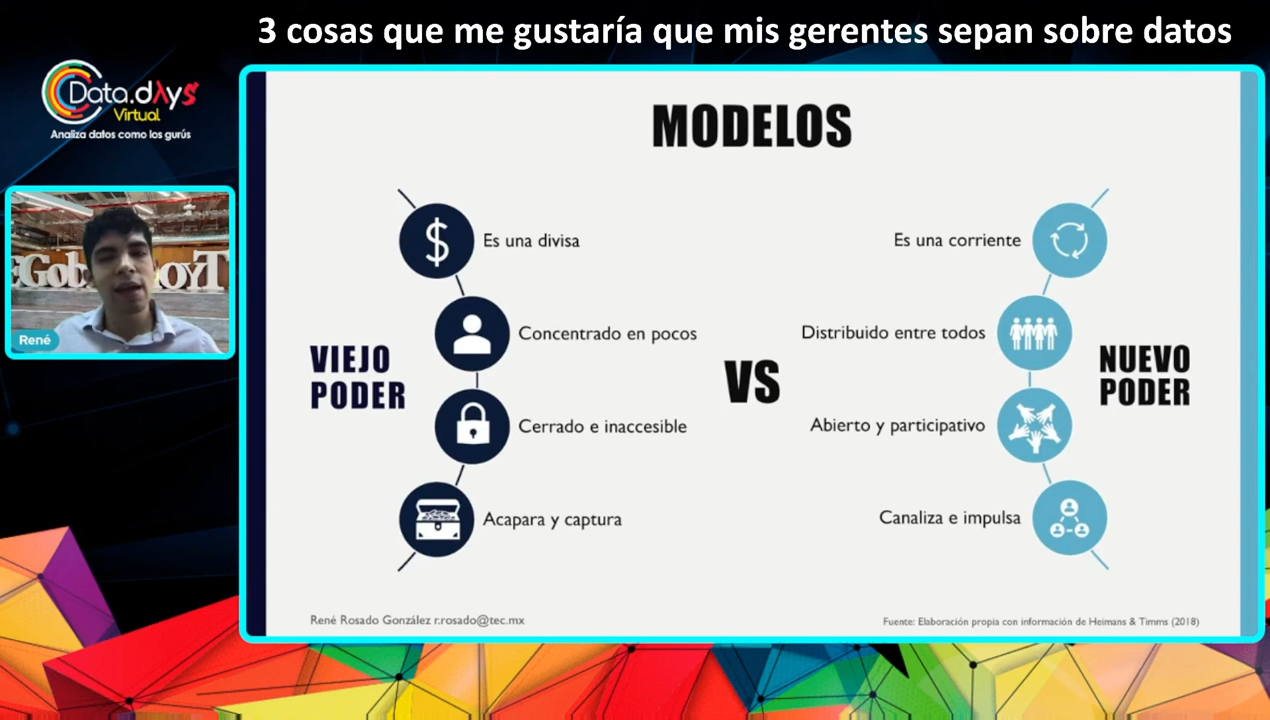 3 cosas que me gustaría que mis gerentes sepan sobre datos
Data.dλys
Virtual
Analiza datos como los gurús
René
MODELOS
VIEJO
PODER
$
Es una divisa
Concentrado en pocos
Cerrado e inaccesible
Acapara y captura
VS
Es una corriente
Distribuido entre todos
Abierto y participativo
Canaliza e impulsa
NUEVO
PODER
René Rosado González r.rosado@tec.mx
Fuente: Elaboración propia con información de Heimans & Timms (2018)